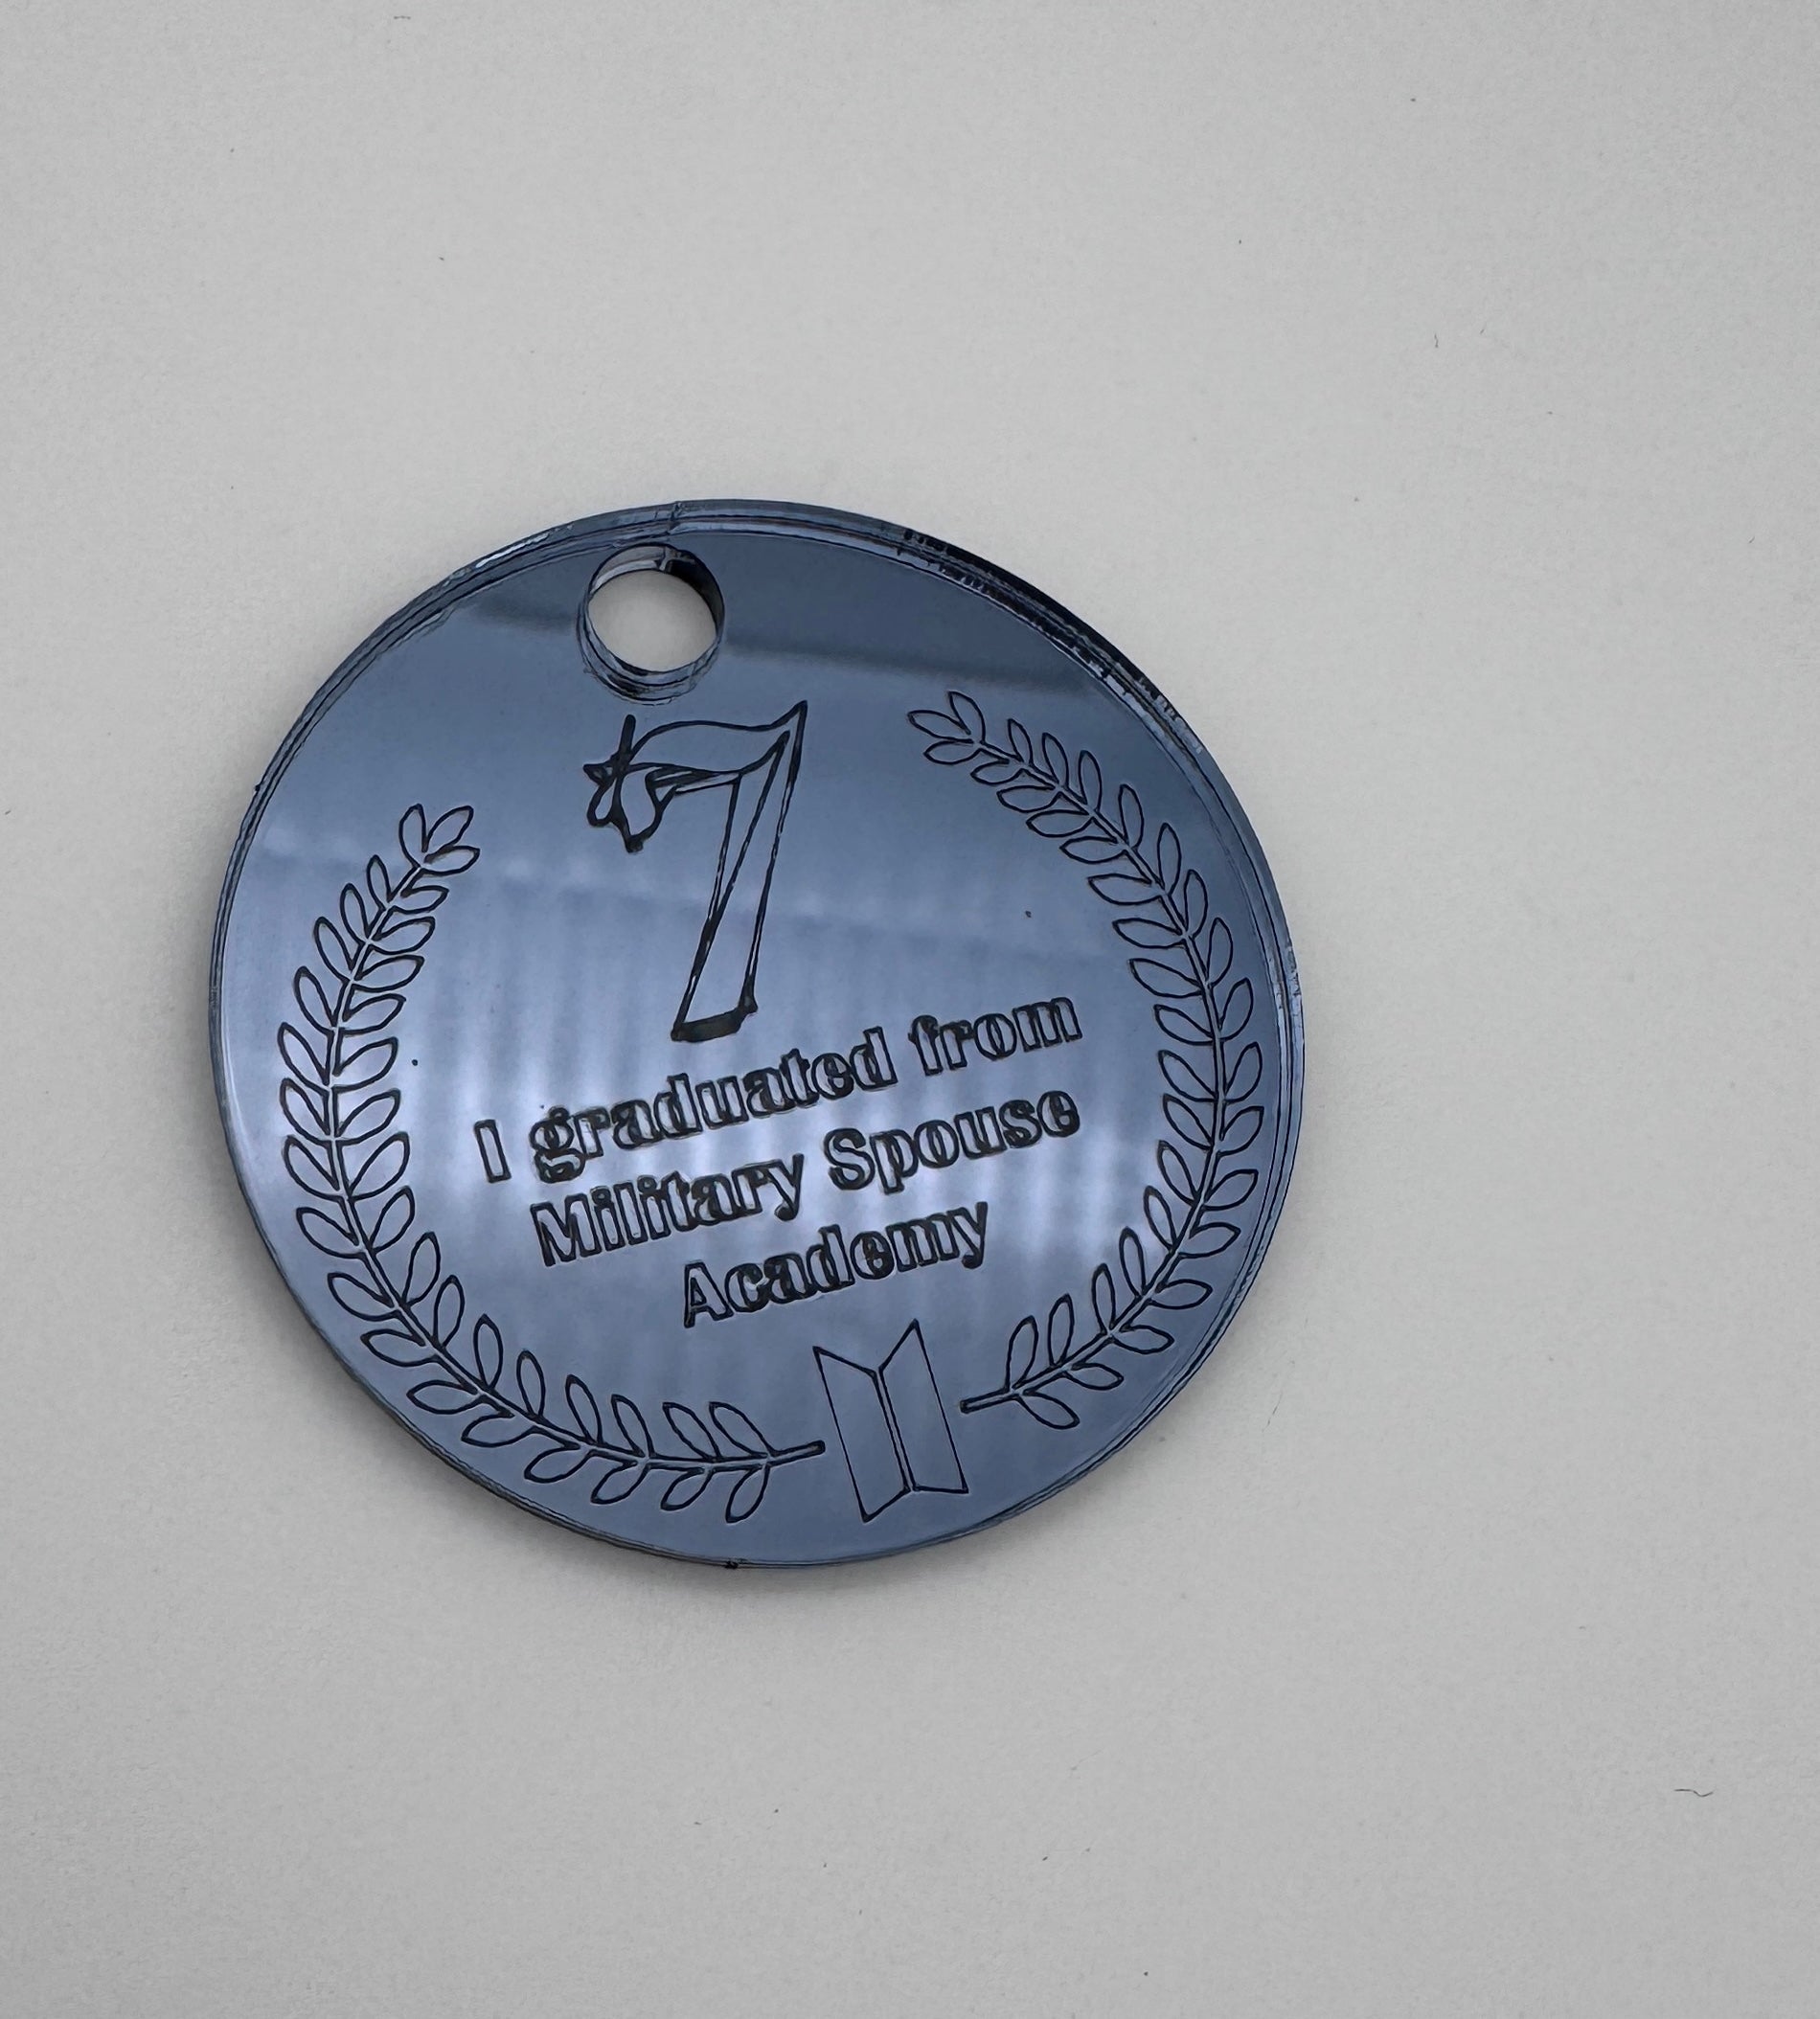 7
I graduated from
Military Spouse
Academy